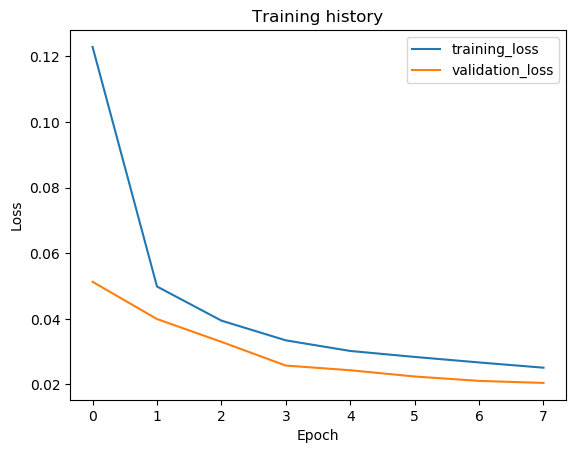 Training history
training_loss
validation_loss
0.12
0.10
0.08
0.06
0.04
0.02
Loss
0 1 2 3 4 5 6 7
Epoch